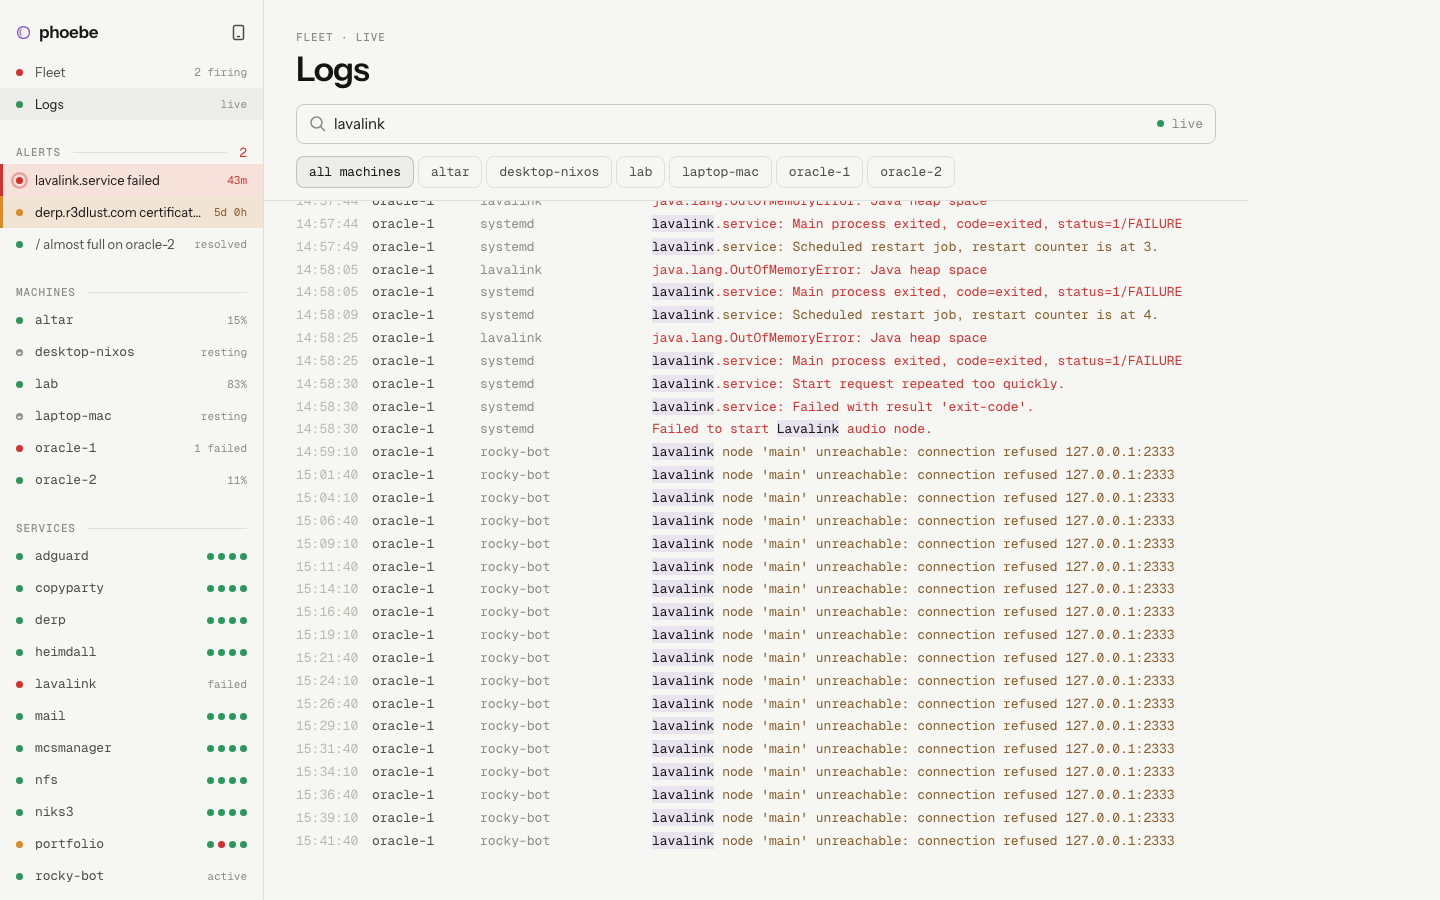 phoebe
Fleet 2 firing
Logs live
ALERTS 2
lavalink.service failed 43m
derp.r3dlust.com certificat... 5d 0h
/ almost full on oracle-2 resolved
MACHINES
altar 15%
desktop-nixos resting
lab 83%
laptop-mac resting
oracle-1 1 failed
oracle-2 11%
SERVICES
adguard
copyparty
derp
heimdall
lavalink failed
mail
mcsmanager
nfs
niks3
portfolio
rocky-bot active
FLEET · LIVE
Logs
lavalink live
all machines altar desktop-nixos lab laptop-mac oracle-1 oracle-2
14:57:44 oracle-1 lavalink java.lang.OutOfMemoryError: Java heap space
14:57:44 oracle-1 systemd lavalink.service: Main process exited, code=exited, status=1/FAILURE
14:57:49 oracle-1 systemd lavalink.service: Scheduled restart job, restart counter is at 3.
14:58:05 oracle-1 lavalink java.lang.OutOfMemoryError: Java heap space
14:58:05 oracle-1 systemd lavalink.service: Main process exited, code=exited, status=1/FAILURE
14:58:09 oracle-1 systemd lavalink.service: Scheduled restart job, restart counter is at 4.
14:58:25 oracle-1 lavalink java.lang.OutOfMemoryError: Java heap space
14:58:25 oracle-1 systemd lavalink.service: Main process exited, code=exited, status=1/FAILURE
14:58:30 oracle-1 systemd lavalink.service: Start request repeated too quickly.
14:58:30 oracle-1 systemd lavalink.service: Failed with result 'exit-code'.
14:58:30 oracle-1 systemd Failed to start Lavalink audio node.
14:59:10 oracle-1 rocky-bot lavalink node 'main' unreachable: connection refused 127.0.0.1:2333
15:01:40 oracle-1 rocky-bot lavalink node 'main' unreachable: connection refused 127.0.0.1:2333
15:04:10 oracle-1 rocky-bot lavalink node 'main' unreachable: connection refused 127.0.0.1:2333
15:06:40 oracle-1 rocky-bot lavalink node 'main' unreachable: connection refused 127.0.0.1:2333
15:09:10 oracle-1 rocky-bot lavalink node 'main' unreachable: connection refused 127.0.0.1:2333
15:11:40 oracle-1 rocky-bot lavalink node 'main' unreachable: connection refused 127.0.0.1:2333
15:14:10 oracle-1 rocky-bot lavalink node 'main' unreachable: connection refused 127.0.0.1:2333
15:16:40 oracle-1 rocky-bot lavalink node 'main' unreachable: connection refused 127.0.0.1:2333
15:19:10 oracle-1 rocky-bot lavalink node 'main' unreachable: connection refused 127.0.0.1:2333
15:21:40 oracle-1 rocky-bot lavalink node 'main' unreachable: connection refused 127.0.0.1:2333
15:24:10 oracle-1 rocky-bot lavalink node 'main' unreachable: connection refused 127.0.0.1:2333
15:26:40 oracle-1 rocky-bot lavalink node 'main' unreachable: connection refused 127.0.0.1:2333
15:29:10 oracle-1 rocky-bot lavalink node 'main' unreachable: connection refused 127.0.0.1:2333
15:31:40 oracle-1 rocky-bot lavalink node 'main' unreachable: connection refused 127.0.0.1:2333
15:34:10 oracle-1 rocky-bot lavalink node 'main' unreachable: connection refused 127.0.0.1:2333
15:36:40 oracle-1 rocky-bot lavalink node 'main' unreachable: connection refused 127.0.0.1:2333
15:39:10 oracle-1 rocky-bot lavalink node 'main' unreachable: connection refused 127.0.0.1:2333
15:41:40 oracle-1 rocky-bot lavalink node 'main' unreachable: connection refused 127.0.0.1:2333